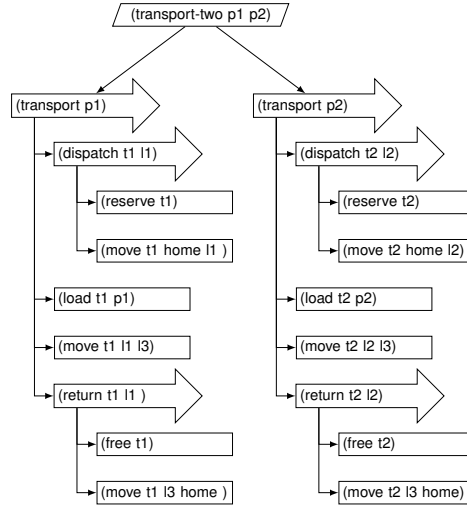 (transport-two p1 p2)
(transport p1)
(dispatch t1 l1)
(reserve t1)
(move t1 home l1 )
(load t1 p1)
(move t1 l1 l3)
(return t1 l1 )
(free t1)
(move t1 l3 home )
(transport p2)
(dispatch t2 l2)
(reserve t2)
(move t2 home l2)
(load t2 p2)
(move t2 l2 l3)
(return t2 l2)
(free t2)
(move t2 l3 home)